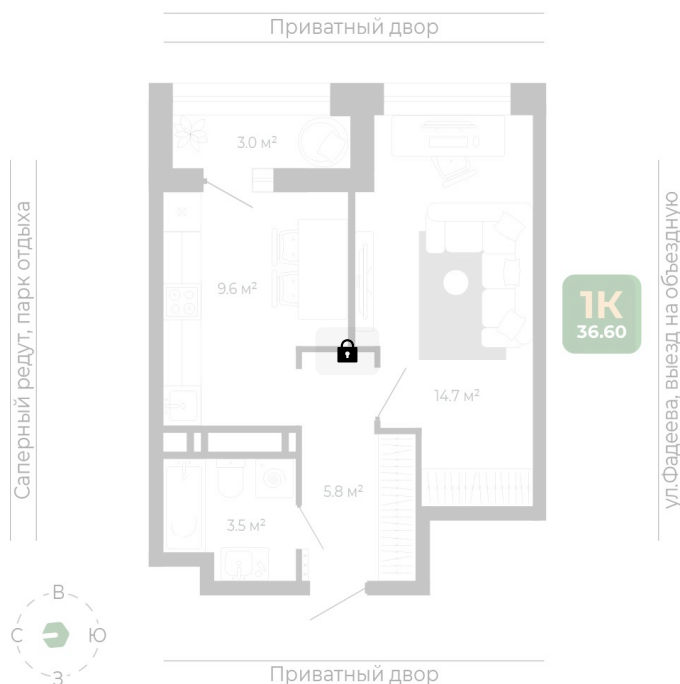 Приватный двор
3.0 м²
Саперный редут, парк отдыха
ул.Фадеева, выезд на объездную
9.6 м²
1К
36.60
14.7 м²
5.8 м²
3.5 м²
В
С
Ю
З
Приватный двор